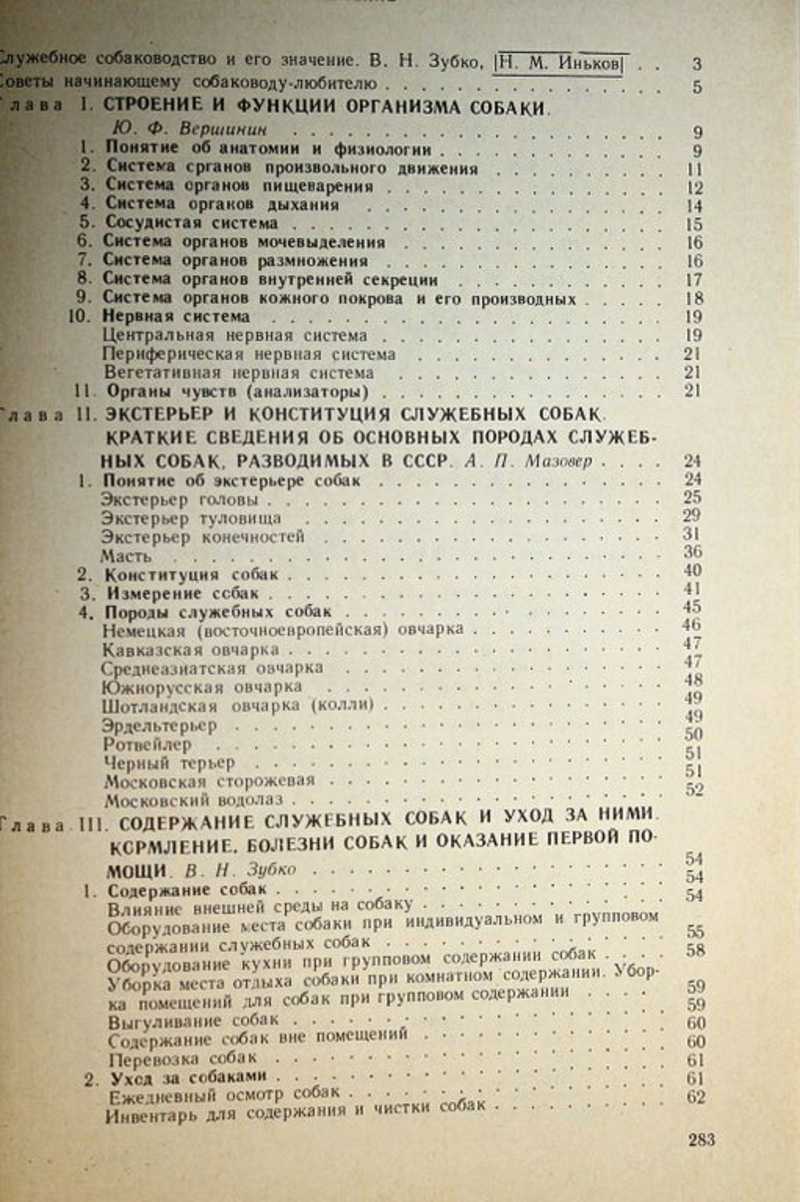 Служебное собаководство и его значение. В. Н. Зубко, |Н. М. Иньков| . . 3
Советы начинающему собаководу-любителю . . . . . . . . . . . . . . . 5
Глава I. СТРОЕНИЕ И ФУНКЦИИ ОРГАНИЗМА СОБАКИ.
Ю. Ф. Вершинин . . . . . . . . . . . . . . . . . . . 9
1. Понятие об анатомии и физиологии . . . . . . . . . . . . 9
2. Система срганов произвольного движения . . . . . . . . . 11
3. Система органов пищеварения . . . . . . . . . . . . . . 12
4. Система органов дыхания . . . . . . . . . . . . . . . 14
5. Сосудистая система . . . . . . . . . . . . . . . . . . 15
6. Система органов мочевыделения . . . . . . . . . . . . . 16
7. Система органов размножения . . . . . . . . . . . . . . 16
8. Система органов внутренней секреции . . . . . . . . . . . 17
9. Система органов кожного покрова и его производных . . . . . 18
10. Нервная система . . . . . . . . . . . . . . . . . . . 19
Центральная нервная система . . . . . . . . . . . . . . 19
Периферическая нервная система . . . . . . . . . . . . . 21
Вегетативная нервная система . . . . . . . . . . . . . . 21
11. Органы чувств (анализаторы) . . . . . . . . . . . . . . 21
Глава II. ЭКСТЕРЬЕР И КОНСТИТУЦИЯ СЛУЖЕБНЫХ СОБАК.
КРАТКИЕ СВЕДЕНИЯ ОБ ОСНОВНЫХ ПОРОДАХ СЛУЖЕБ-
НЫХ СОБАК, РАЗВОДИМЫХ В СССР. А. П. Мазовер . . . . 24
1. Понятие об экстерьере собак . . . . . . . . . . . . . . 24
Экстерьер головы . . . . . . . . . . . . . . . . . . . 25
Экстерьер туловища . . . . . . . . . . . . . . . . . . 29
Экстерьер конечностей . . . . . . . . . . . . . . . . . 31
Масть . . . . . . . . . . . . . . . . . . . . . . . . 36
2. Конституция собак . . . . . . . . . . . . . . . . . . 40
3. Измерение ссбак . . . . . . . . . . . . . . . . . . . 41
4. Породы служебных собак . . . . . . . . . . . . . . . . 45
Немецкая (восточноевропейская) овчарка . . . . . . . . . . 46
Кавказская овчарка . . . . . . . . . . . . . . . . . . 47
Среднеазиатская овчарка . . . . . . . . . . . . . . . . 47
Южнорусская овчарка . . . . . . . . . . . . . . . . . 48
Шотландская овчарка (колли) . . . . . . . . . . . . . . 49
Эрдельтерьер . . . . . . . . . . . . . . . . . . . . . 49
Ротвейлер . . . . . . . . . . . . . . . . . . . . . . 50
Черный терьер . . . . . . . . . . . . . . . . . . . . 51
Московская сторожевая . . . . . . . . . . . . . . . . . 51
Московский водолаз . . . . . . . . . . . . . . . . . . 52
Глава III. СОДЕРЖАНИЕ СЛУЖЕБНЫХ СОБАК И УХОД ЗА НИМИ.
КСРМЛЕНИЕ. БОЛЕЗНИ СОБАК И ОКАЗАНИЕ ПЕРВОЙ ПО-
МОЩИ. В. Н. Зубко . . . . . . . . . . . . . . . . . . 54
1. Содержание собак . . . . . . . . . . . . . . . . . . . 54
Влияние внешней среды на собаку . . . . . . . . . . . . 54
Оборудование места собаки при индивидуальном и групповом
содержании служебных собак . . . . . . . . . . . . . . 55
Оборудование кухни при групповом содержании собак . . . . 58
Уборка места отдыха собаки при комнатном содержании. Убор-
ка помещений для собак при групповом содержании . . . . 59
Выгуливание собак . . . . . . . . . . . . . . . . . . 59
Содержание собак вне помещений . . . . . . . . . . . . 60
Перевозка собак . . . . . . . . . . . . . . . . . . . 60
2. Уход за собаками . . . . . . . . . . . . . . . . . . . 61
Ежедневный осмотр собак . . . . . . . . . . . . . . . . 61
Инвентарь для содержания и чистки собак . . . . . . . . . 62
283